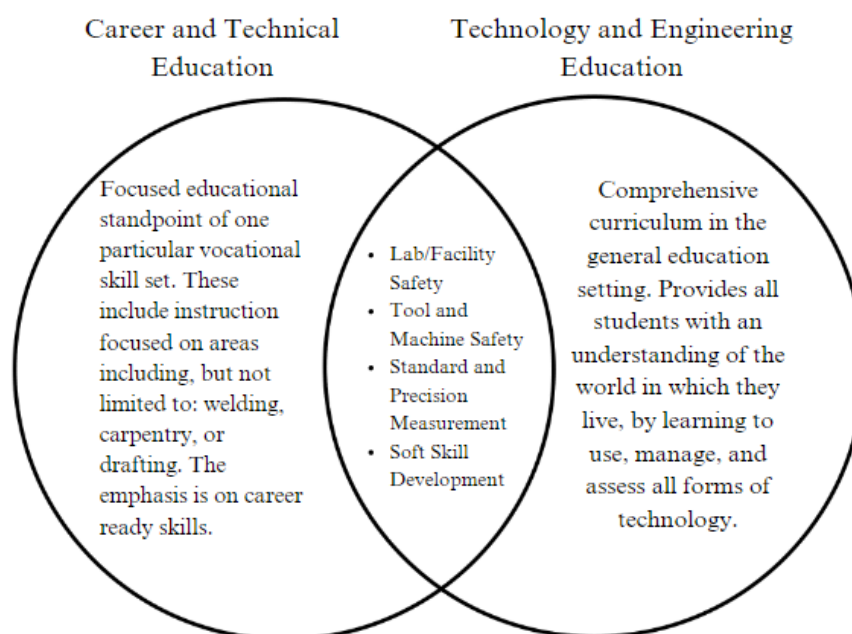 Career and Technical
Education
Technology and Engineering
Education
Focused educational
standpoint of one
particular vocational
skill set. These
include instruction
focused on areas
including, but not
limited to: welding,
carpentry, or
drafting. The
emphasis is on career
ready skills.
• Lab/Facility
Safety
• Tool and
Machine Safety
• Standard and
Precision
Measurement
• Soft Skill
Development
Comprehensive
curriculum in the
general education
setting. Provides all
students with an
understanding of the
world in which they
live, by learning to
use, manage, and
assess all forms of
technology.